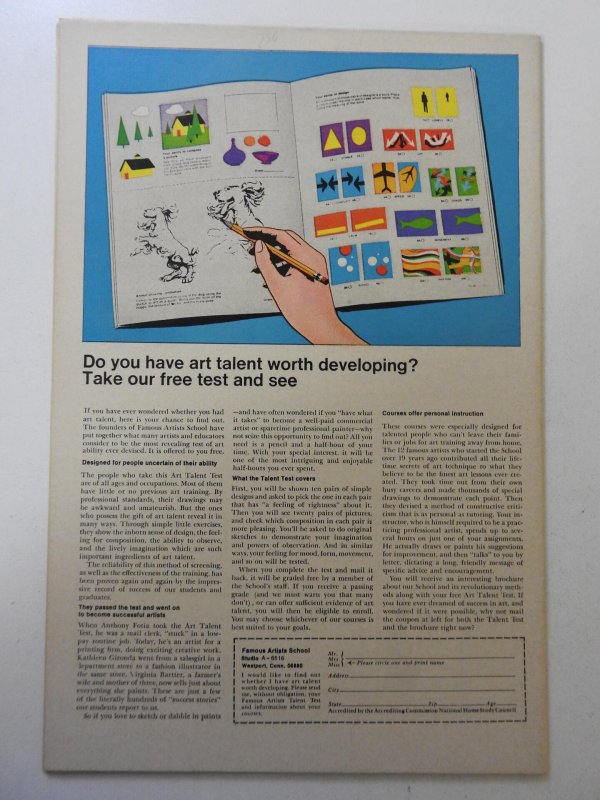 Your sense of design
Do you have art talent worth developing?
Take our free test and see
If you have ever wondered whether you had
art talent, here is your chance to find out.
The founders of Famous Artists School have
put together what many artists and educators
consider to be the most revealing test of art
ability ever devised. It is offered to you free.
Designed for people uncertain of their ability
The people who take this Art Talent Test
are of all ages and occupations. Most of them
have little or no previous art training. By
professional standards, their drawings may
be awkward and amateurish. But the ones
who possess the gift of art talent reveal it in
many ways. Through simple little exercises,
they show the inborn sense of design, the feel-
ing for composition, the ability to observe,
and the lively imagination which are such
important ingredients of art talent.
The reliability of this method of screening,
as well as the effectiveness of the training, has
been proven again and again by the impres-
sive record of success of our students and
graduates.
They passed the test and went on
to become successful artists
When Anthony Fotia took the Art Talent
Test, he was a mail clerk, "stuck" in a low-
pay routine job. Today, he's an artist for a
printing firm, doing exciting creative work.
Kathleen Gironda went from a salesgirl in a
department store to a fashion illustrator in
the same store. Virginia Bartter, a farmer's
wife and mother of three, now sells just about
everything she paints. These are just a few
of the literally hundreds of "success stories"
our students report to us.
So if you love to sketch or dabble in paints
—and have often wondered if you "have what
it takes" to become a well-paid commercial
artist or sparetime professional painter—why
not seize this opportunity to find out? All you
need is a pencil and a half-hour of your
time. With your special interest, it will be
one of the most intriguing and enjoyable
half-hours you ever spent.
What the Talent Test covers
First, you will be shown ten pairs of simple
designs and asked to pick the one in each pair
that has "a feeling of rightness" about it.
Then you will see twenty pairs of pictures,
and check which composition in each pair is
more pleasing. You'll be asked to do original
sketches to demonstrate your imagination
and powers of observation. And in similar
ways, your feeling for mood, form, movement,
and so on will be tested.
When you complete the test and mail it
back, it will be graded free by a member of
the School's staff. If you receive a passing
grade (and we must warn you that many
don't), or can offer sufficient evidence of art
talent, you will then be eligible to enroll.
You may choose whichever of our courses is
best suited to your goals.
Courses offer personal instruction
These courses were especially designed for
talented people who can't leave their fami-
lies or jobs for art training away from home.
The 12 famous artists who started the School
over 19 years ago contributed all their life-
time secrets of art technique to what they
believe to be the finest art lessons ever cre-
ated. They took time out from their own
busy careers and made thousands of special
drawings to demonstrate each point. Then
they devised a method of constructive criti-
cism that is as personal as tutoring. Your in-
structor, who is himself required to be a prac-
ticing professional artist, spends up to sev-
eral hours on just one of your assignments.
He actually draws or paints his suggestions
for improvement, and then "talks" to you by
letter, dictating a long, friendly message of
specific advice and encouragement.
You will receive an interesting brochure
about our School and its revolutionary meth-
ods along with your free Art Talent Test. If
you have ever dreamed of success in art, and
wondered if it were possible, why not mail
the coupon at left for both the Talent Test
and the brochure right now?
Famous Artists School
Studio A-6516
Westport, Conn. 06880
I would like to find out
whether I have art talent
worth developing. Please send
me, without obligation, your
Famous Artists Talent Test
and information about your
courses.
Mr.
Mrs.
Miss
Please circle one and print name
Address
City
State Zip Age
Accredited by the Accrediting Commission National Home Study Council